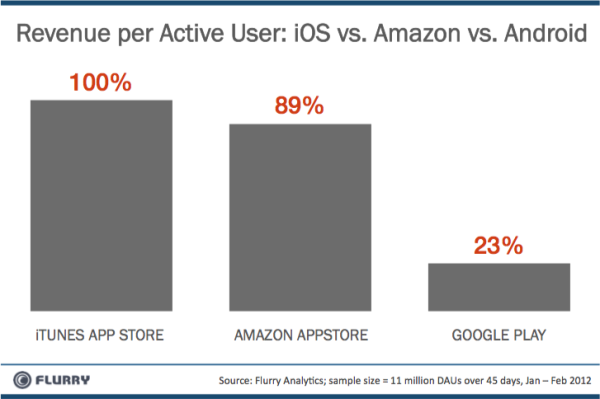 Revenue per Active User: iOS vs. Amazon vs. Android
100%
89%
23%
iTUNES APP STORE
AMAZON APPSTORE
GOOGLE PLAY
FLURRY
Source: Flurry Analytics; sample size = 11 million DAUs over 45 days, Jan – Feb 2012